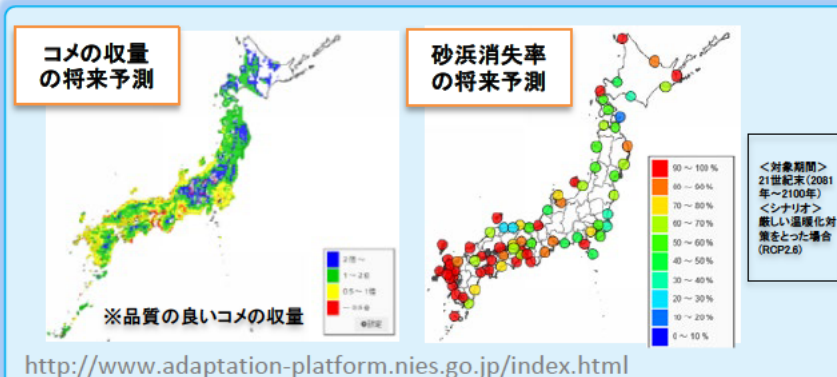 コメの収量
の将来予測
※品質の良いコメの収量
2倍～
1～2倍
0.5～1倍
砂浜消失率
の将来予測
90～100%
80～90%
70～80%
60～70%
50～60%
40～50%
30～40%
20～30%
10～20%
0～10%
＜対象期間＞
21世紀末(2081
年～2100年)
＜シナリオ＞
厳しい温暖化対
策をとった場合
(RCP2.6)
http://www.adaptation-platform.nies.go.jp/index.html